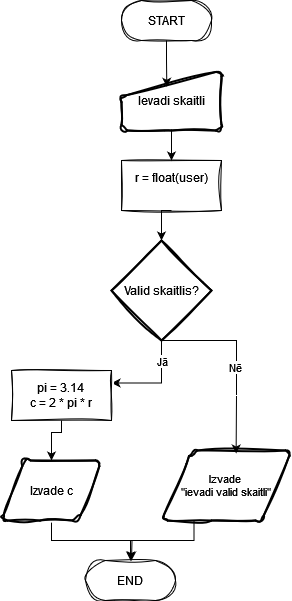 START
Ievadi skaitli
r = float(user)
Valid skaitlis?
Jā
Nē
pi = 3.14
c = 2 * pi * r
Izvade c
Izvade
"ievadi valid skaitli"
END